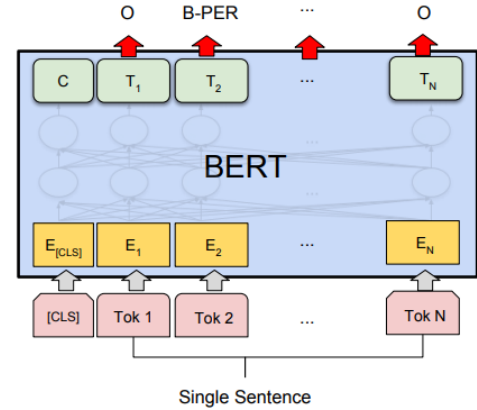 O B-PER ... O
C T1 T2 ... TN
...
BERT
...
E[CLS] E1 E2 ... EN
[CLS] Tok 1 Tok 2 ... Tok N
Single Sentence